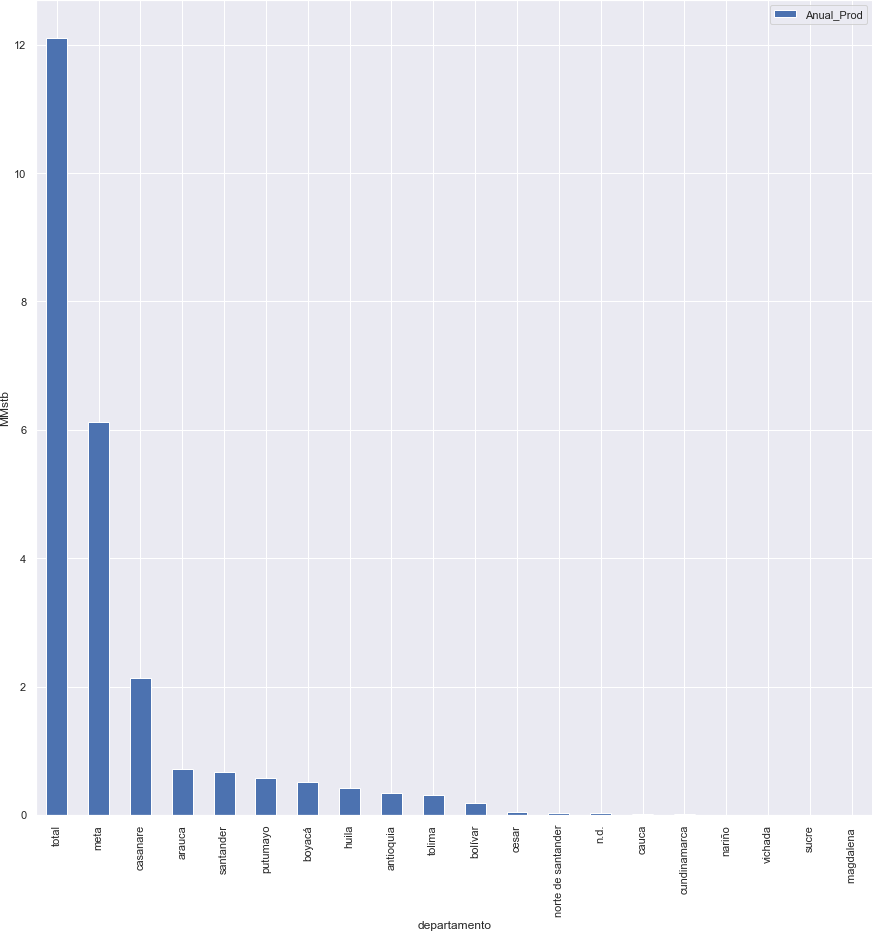 Anual_Prod
12
10
8
6
4
2
0
MMstb
total
meta
casanare
arauca
santander
putumayo
boyacá
huila
antioquia
tolima
bolívar
cesar
norte de santander
n.d.
cauca
cundinamarca
nariño
vichada
sucre
magdalena
departamento